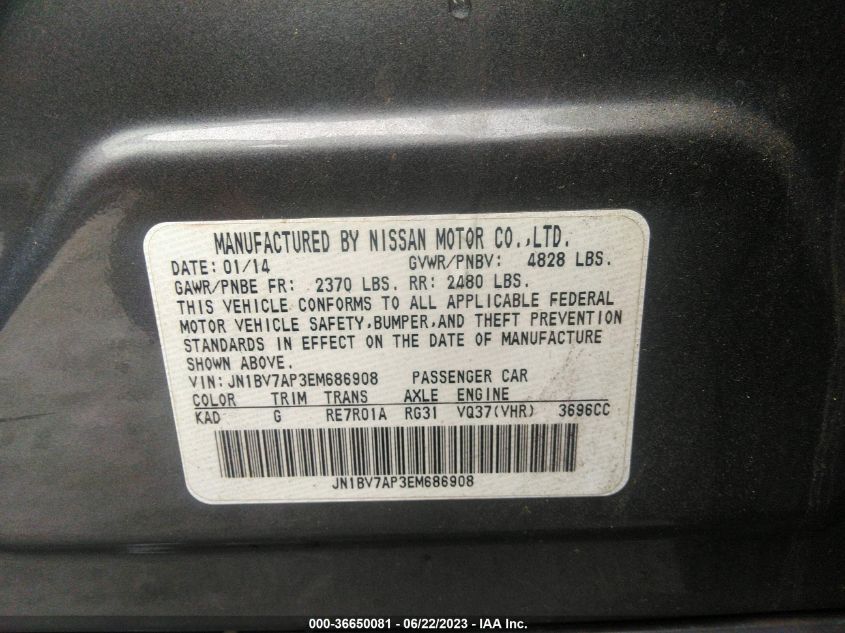 MANUFACTURED BY NISSAN MOTOR CO.,LTD.
DATE: 01/14 GVWR/PNBV: 4828 LBS.
GAWR/PNBE FR: 2370 LBS. RR: 2480 LBS.
THIS VEHICLE CONFORMS TO ALL APPLICABLE FEDERAL
MOTOR VEHICLE SAFETY,BUMPER,AND THEFT PREVENTION
STANDARDS IN EFFECT ON THE DATE OF MANUFACTURE
SHOWN ABOVE.
VIN: JN1BV7AP3EM686908 PASSENGER CAR
COLOR TRIM TRANS AXLE ENGINE
KAD G RE7R01A RG31 VQ37(VHR) 3696CC
JN1BV7AP3EM686908
000-36650081 - 06/22/2023 - IAA Inc.